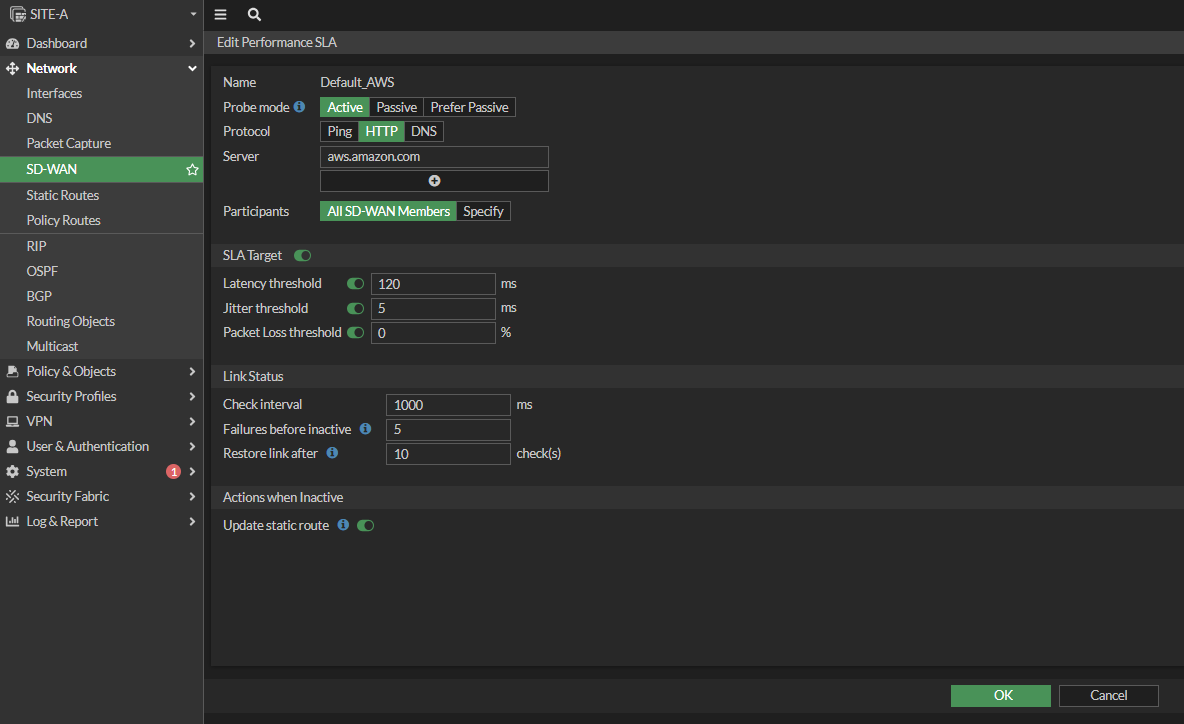 SITE-A
Dashboard
Network
Interfaces
DNS
Packet Capture
SD-WAN
Static Routes
Policy Routes
RIP
OSPF
BGP
Routing Objects
Multicast
Policy & Objects
Security Profiles
VPN
User & Authentication
System 1
Security Fabric
Log & Report
Edit Performance SLA
Name Default_AWS
Probe mode Active Passive Prefer Passive
Protocol Ping HTTP DNS
Server aws.amazon.com
Participants All SD-WAN Members Specify
SLA Target
Latency threshold 120 ms
Jitter threshold 5 ms
Packet Loss threshold 0 %
Link Status
Check interval 1000 ms
Failures before inactive 5
Restore link after 10 check(s)
Actions when Inactive
Update static route
OK Cancel